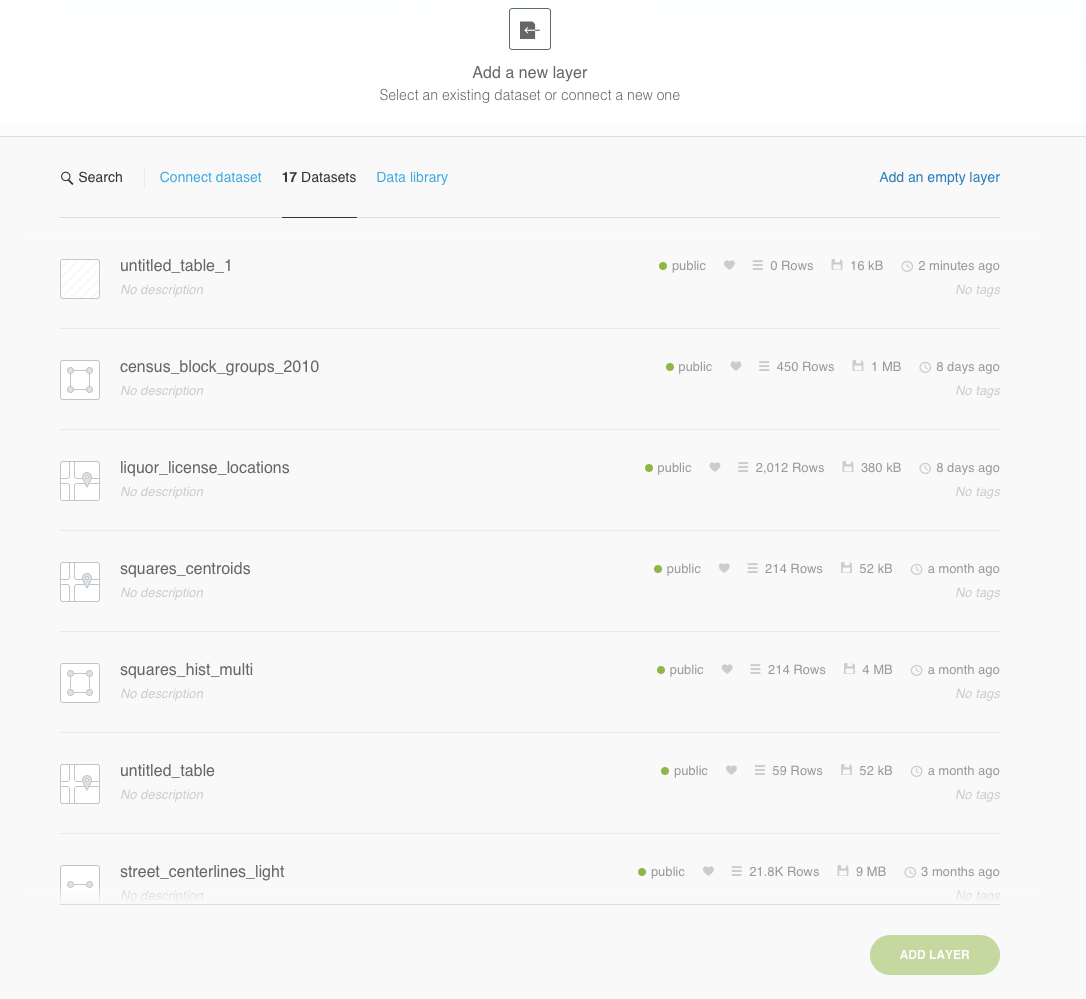 Add a new layer
Select an existing dataset or connect a new one
Search Connect dataset 17 Datasets Data library Add an empty layer
untitled_table_1 public 0 Rows 16 kB 2 minutes ago
No description No tags
census_block_groups_2010 public 450 Rows 1 MB 8 days ago
No description No tags
liquor_license_locations public 2,012 Rows 380 kB 8 days ago
No description No tags
squares_centroids public 214 Rows 52 kB a month ago
No description No tags
squares_hist_multi public 214 Rows 4 MB a month ago
No description No tags
untitled_table public 59 Rows 52 kB a month ago
No description No tags
street_centerlines_light public 21.8K Rows 9 MB 3 months ago
No description No tags
ADD LAYER